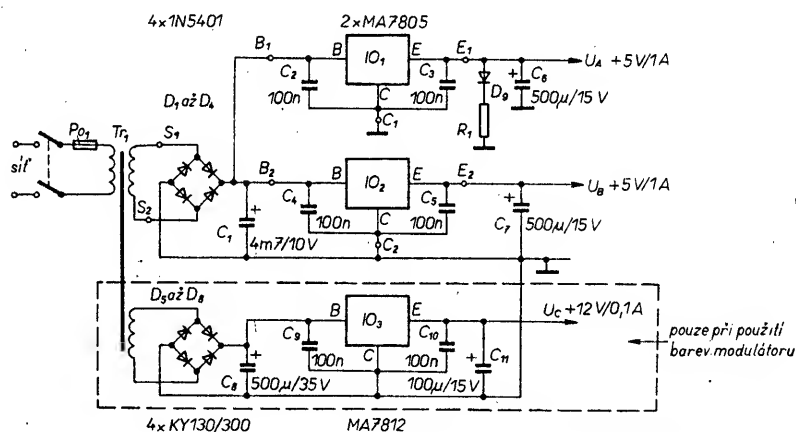 4×1N5401
2×MA7805
B₁
B
IO₁
E
E₁
U_A +5V/1A
C₂
100n
C
C₁
C₃
100n
D₉
R₁
C₆
500µ/15V
D₁ až D₄
síť
Po₁
Tr₁
S₁
S₂
B₂
B
IO₂
E
E₂
U_B +5V/1A
C₁
4m7/10V
C₄
100n
C
C₂
C₅
100n
C₇
500µ/15V
D₅ až D₈
B
IO₃
E
U_C +12V/0,1A
C₈
500µ/35V
C₉
100n
C
C₁₀
100n
C₁₁
100µ/15V
pouze při použití
barev. modulátoru
4×KY130/300
MA7812